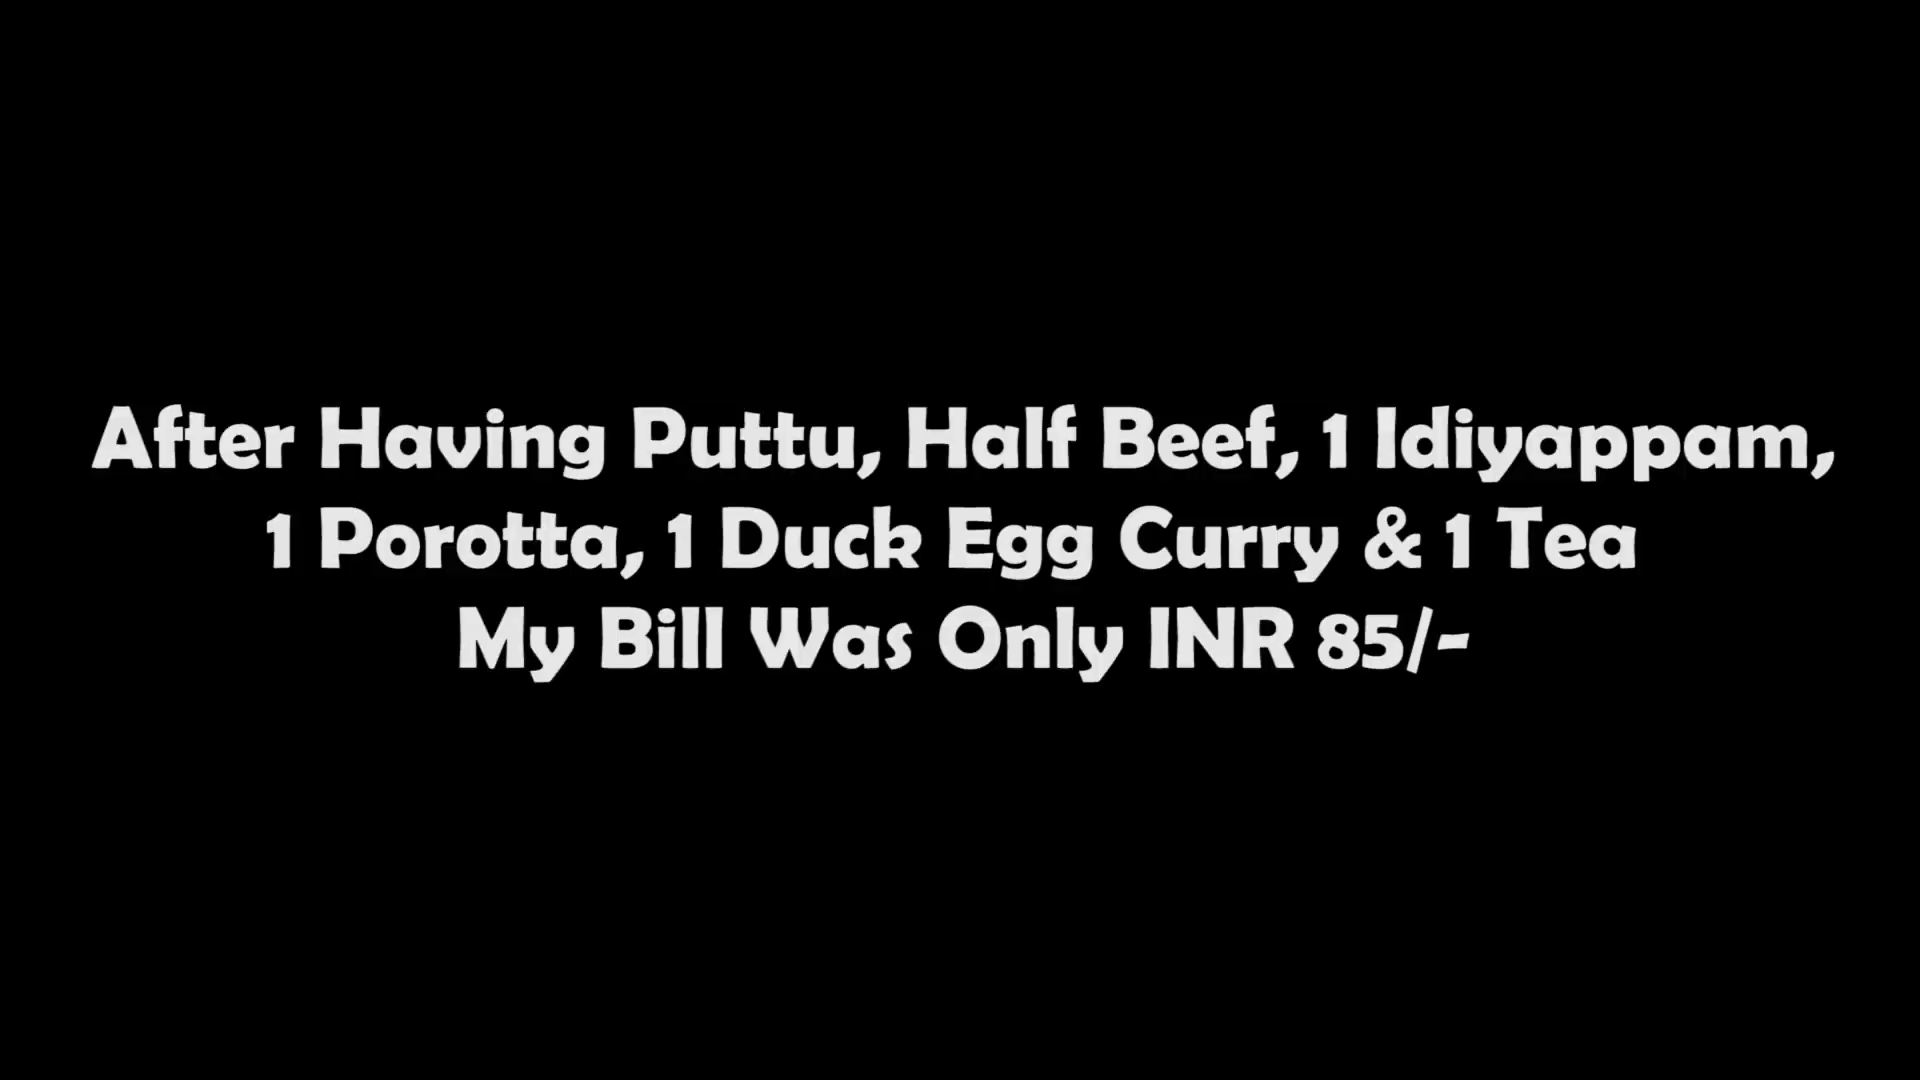 After Having Puttu, Half Beef, 1 Idiyappam,
1 Porotta, 1 Duck Egg Curry & 1 Tea
My Bill Was Only INR 85/-